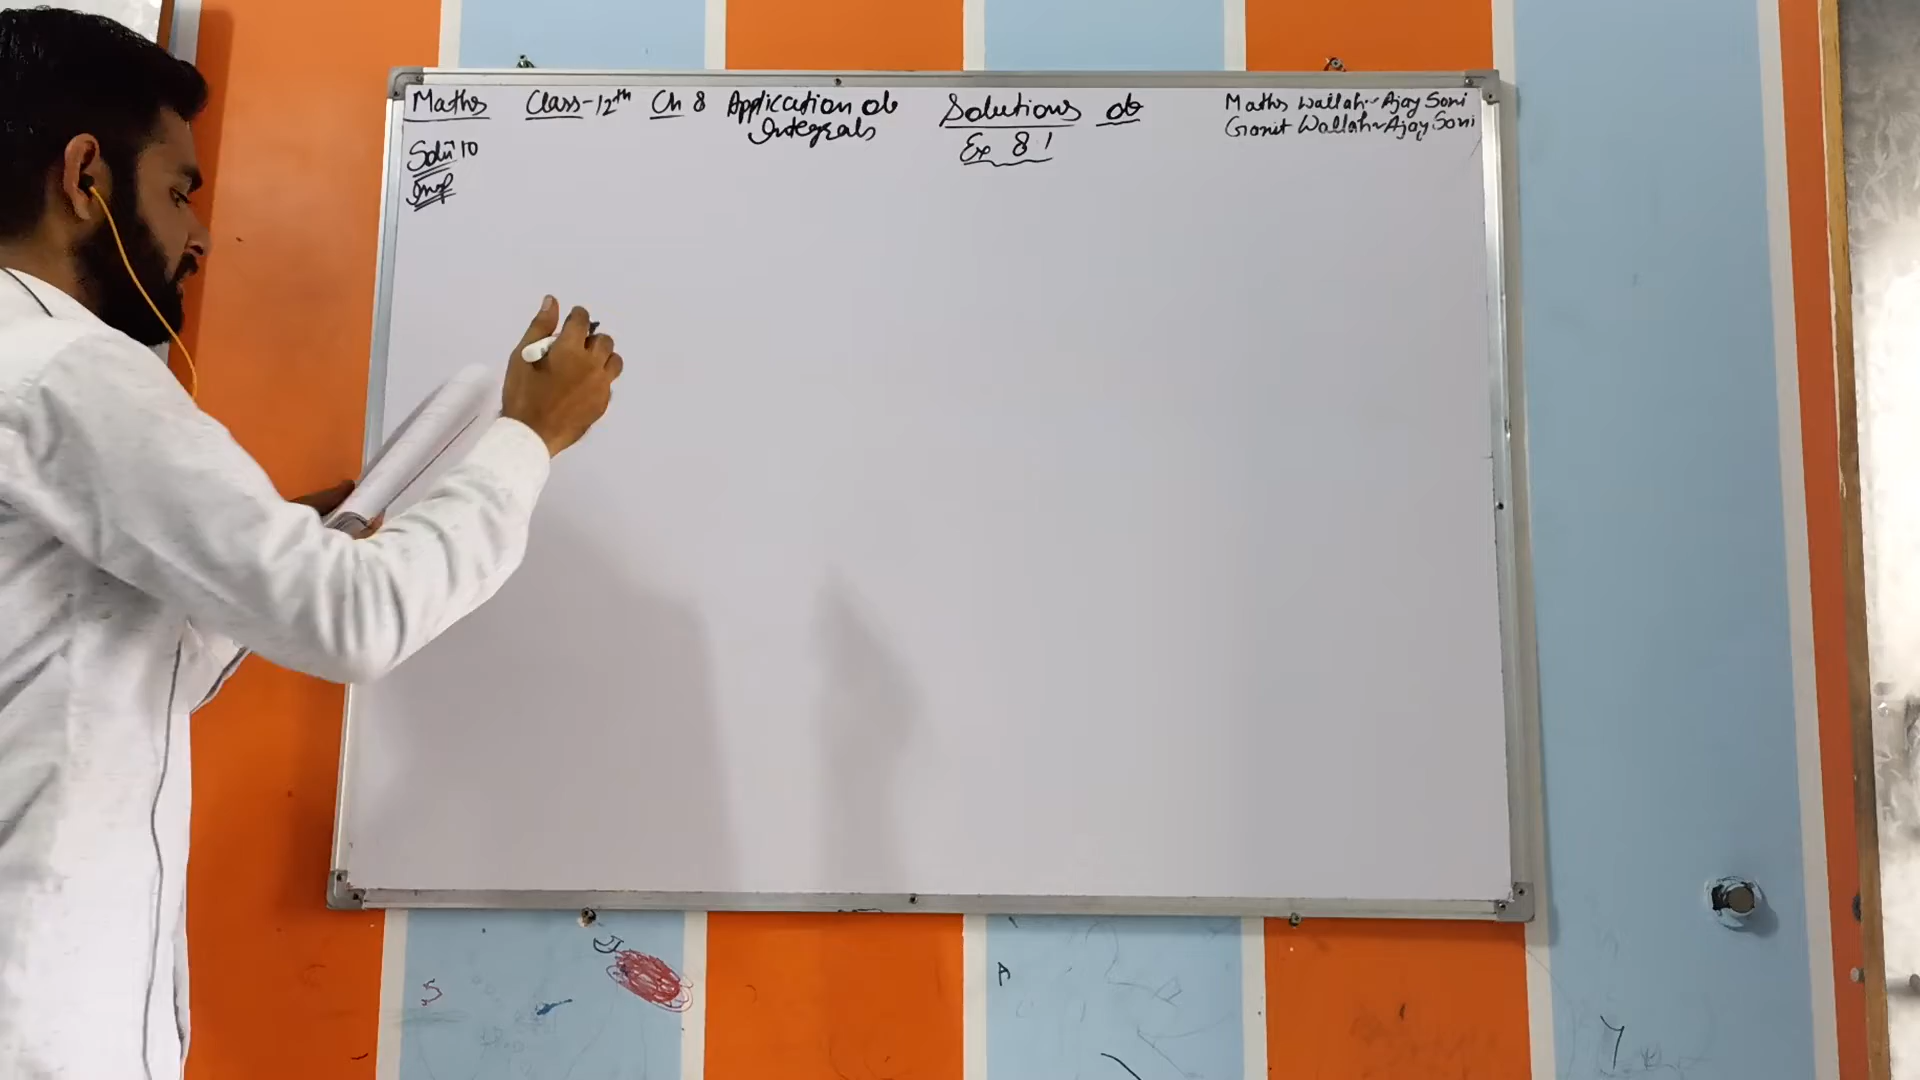 Maths Class-12th Ch 8 Application of Integrals Solutions of Ex 8.1
Maths Wallah~Ajay Soni
Ganit Wallah~Ajay Soni
Soln 10
Imp
S
A